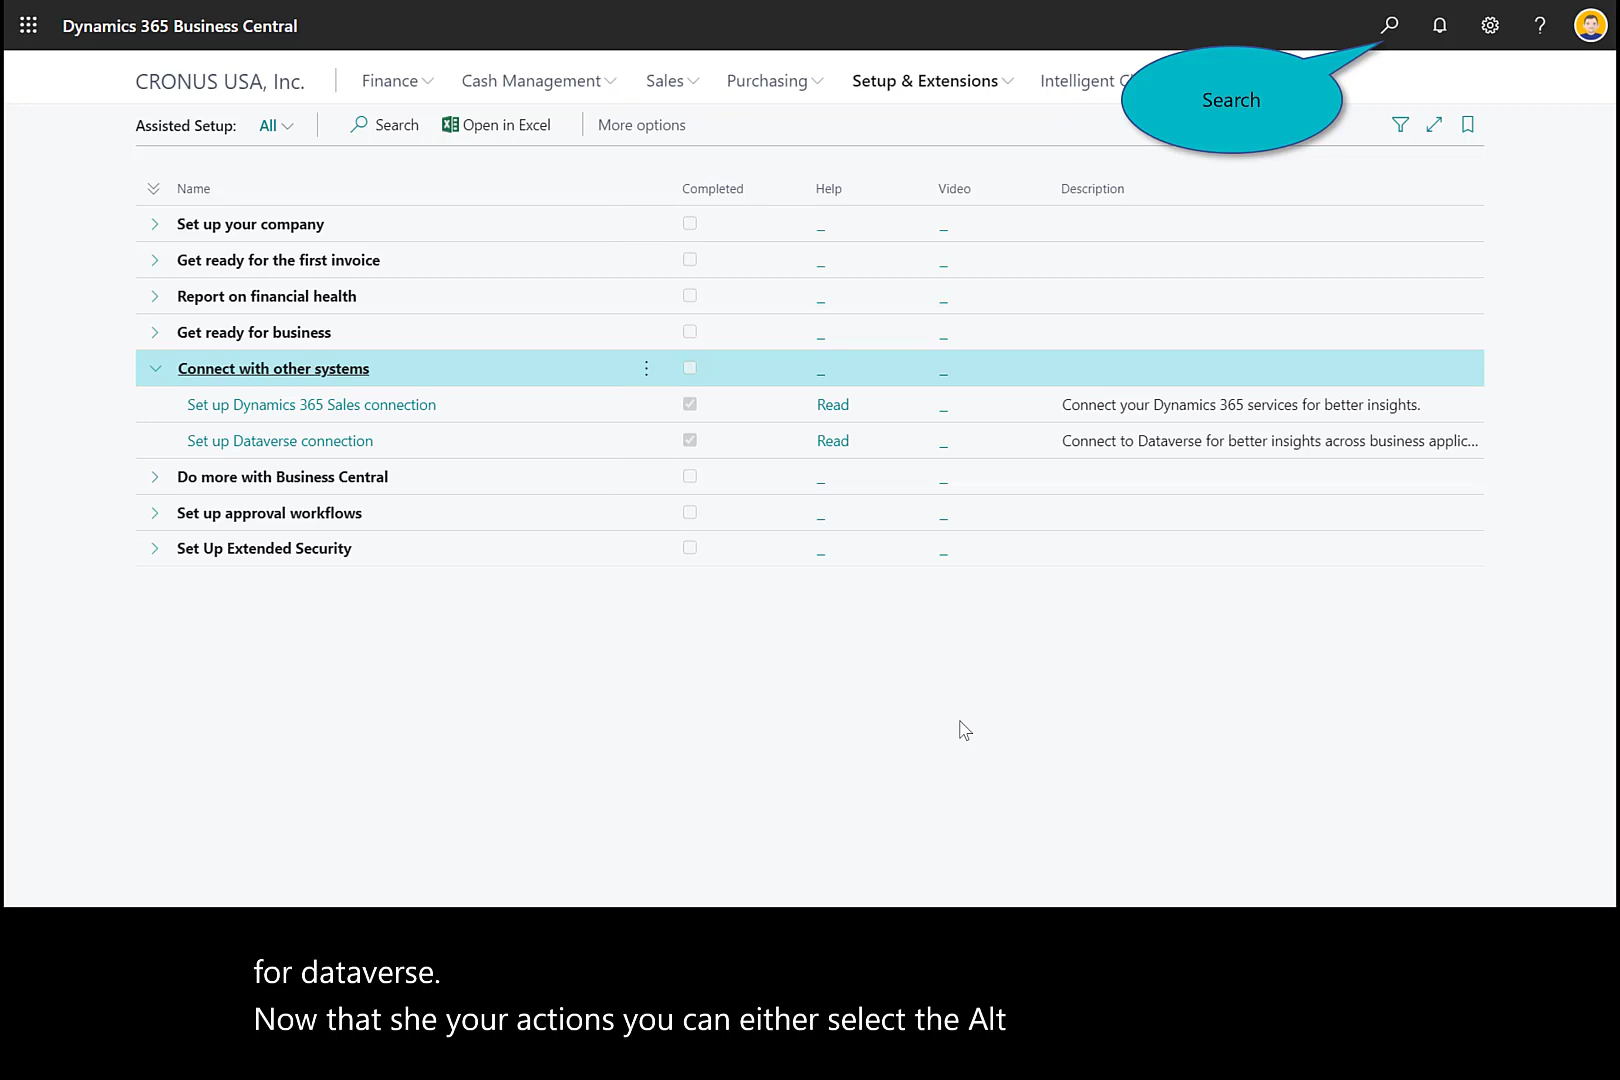 Dynamics 365 Business Central
CRONUS USA, Inc. Finance Cash Management Sales Purchasing Setup & Extensions Intelligent
Search
Assisted Setup: All Search Open in Excel More options
Name Completed Help Video Description
Set up your company
Get ready for the first invoice
Report on financial health
Get ready for business
Connect with other systems
Set up Dynamics 365 Sales connection Read Connect your Dynamics 365 services for better insights.
Set up Dataverse connection Read Connect to Dataverse for better insights across business applic...
Do more with Business Central
Set up approval workflows
Set Up Extended Security
for dataverse.
Now that she your actions you can either select the Alt